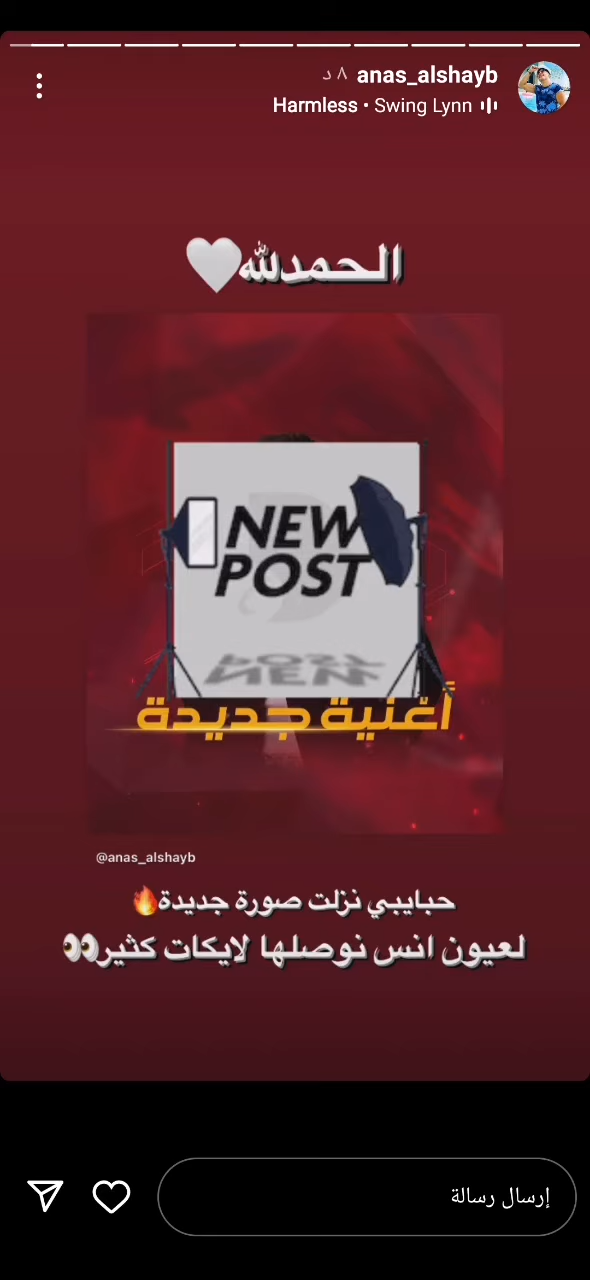 anas_alshayb ٨ د
Harmless • Swing Lynn
الحمدلله🤍
NEW
POST
أغنية جديدة
@anas_alshayb
حبايبي نزلت صورة جديدة🔥
لعيون انس نوصلها لايكات كثير👀
إرسال رسالة